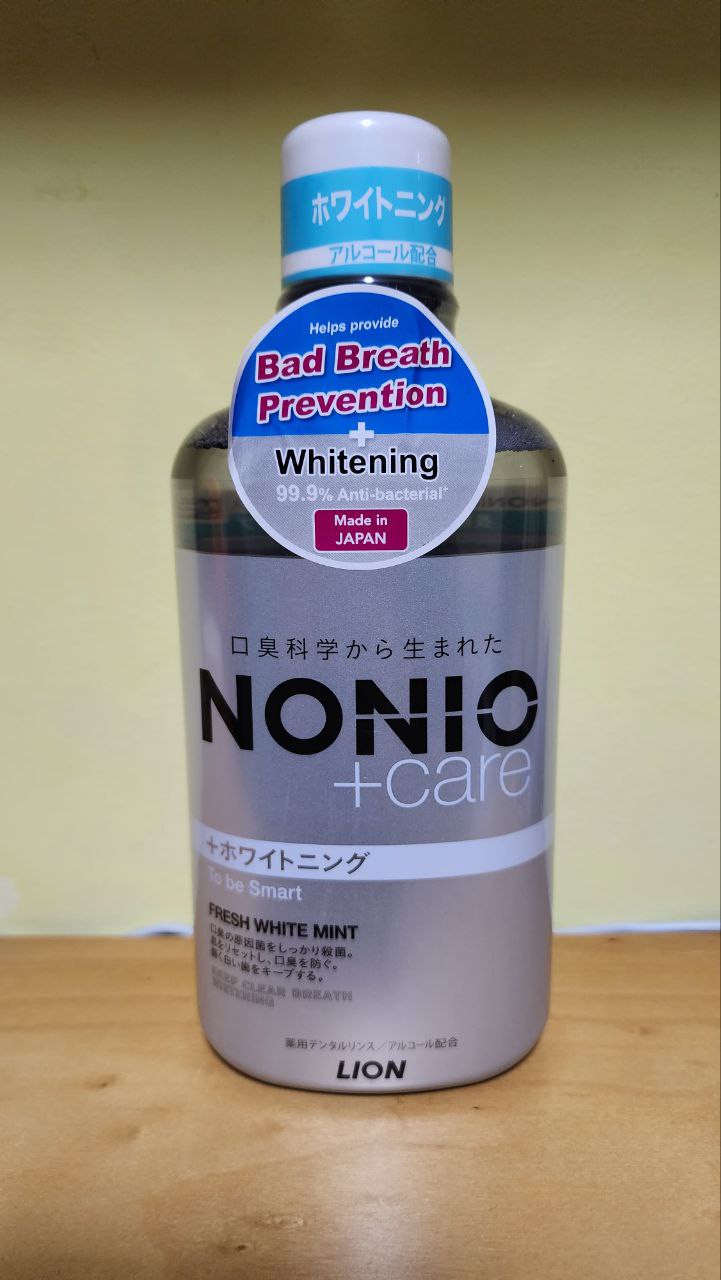 ホワイトニング
アルコール配合
Helps provide
Bad Breath
Prevention
+
Whitening
99.9% Anti-bacterial*
Made in
JAPAN
口臭科学から生まれた
NONIO
+care
+ホワイトニング
To be Smart
FRESH WHITE MINT
口臭の原因菌をしっかり殺菌。
息をリセットし、口臭を防ぐ。
輝く白い歯をキープする。
KEEP CLEAR BREATH
WHITENING
薬用デンタルリンス/アルコール配合
LION